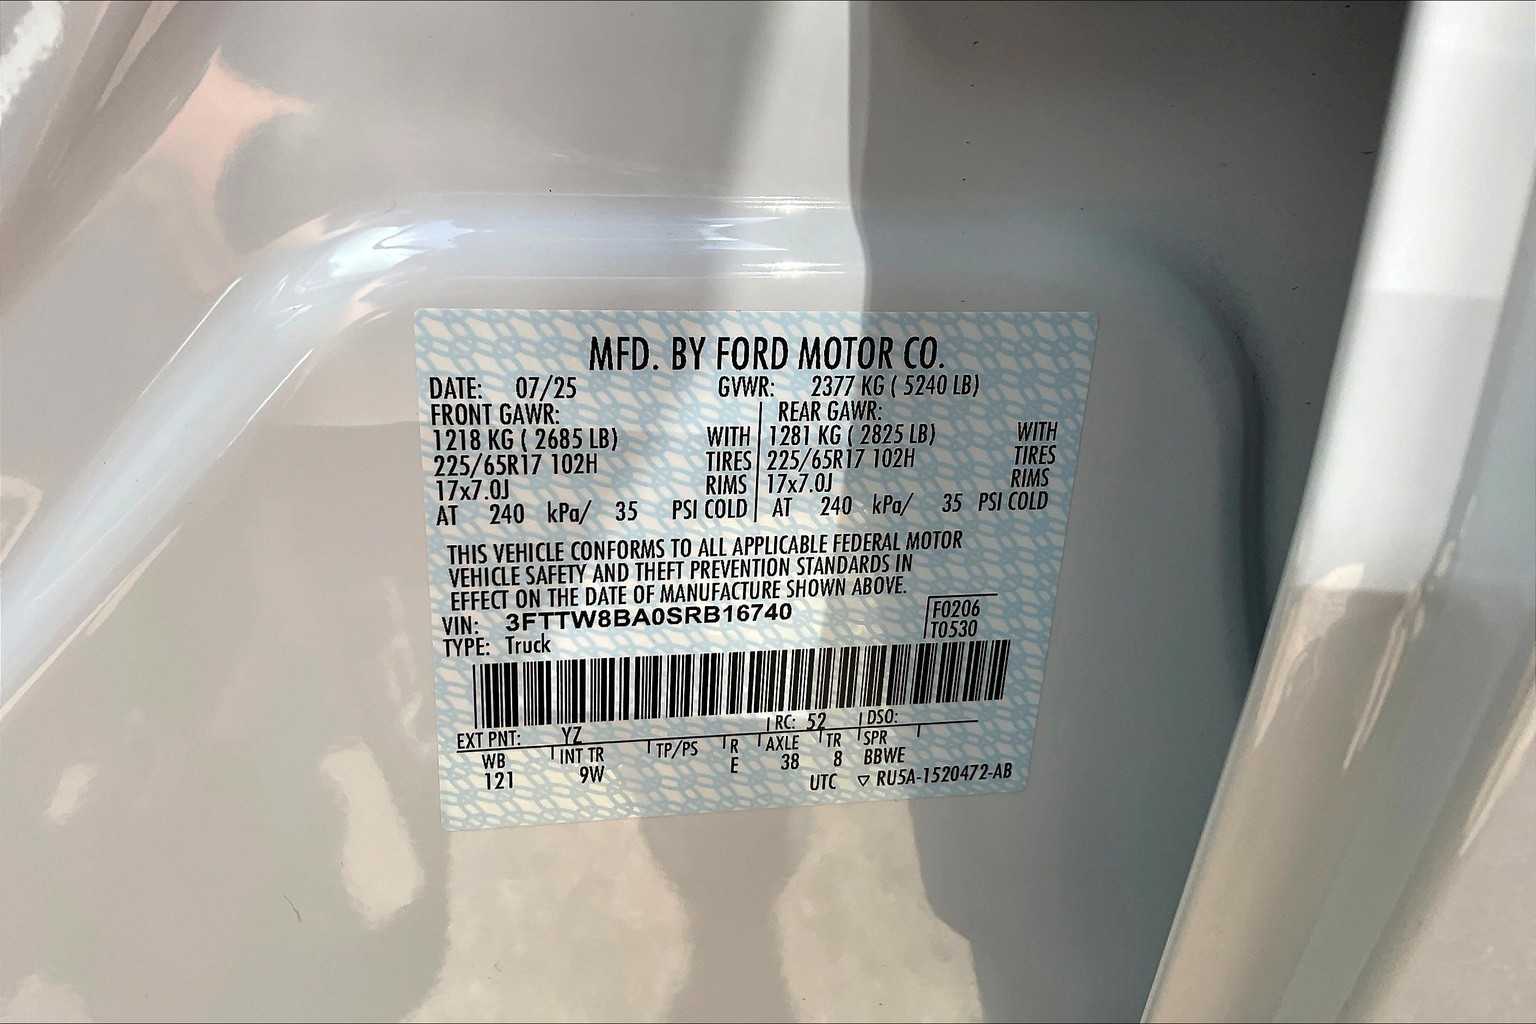 MFD. BY FORD MOTOR CO.
DATE: 07/25 GVWR: 2377 KG ( 5240 LB)
FRONT GAWR: REAR GAWR:
1218 KG ( 2685 LB) WITH 1281 KG ( 2825 LB) WITH
225/65R17 102H TIRES 225/65R17 102H TIRES
17x7.0J RIMS 17x7.0J RIMS
AT 240 kPa/ 35 PSI COLD AT 240 kPa/ 35 PSI COLD
THIS VEHICLE CONFORMS TO ALL APPLICABLE FEDERAL MOTOR
VEHICLE SAFETY AND THEFT PREVENTION STANDARDS IN
EFFECT ON THE DATE OF MANUFACTURE SHOWN ABOVE.
VIN: 3FTTW8BA0SRB16740 F0206
TYPE: Truck T0530
EXT PNT: YZ RC: 52 DSO:
WB INT TR TP/PS R AXLE TR SPR
121 9W E 38 8 BBWE
UTC ▽ RU5A-1520472-AB